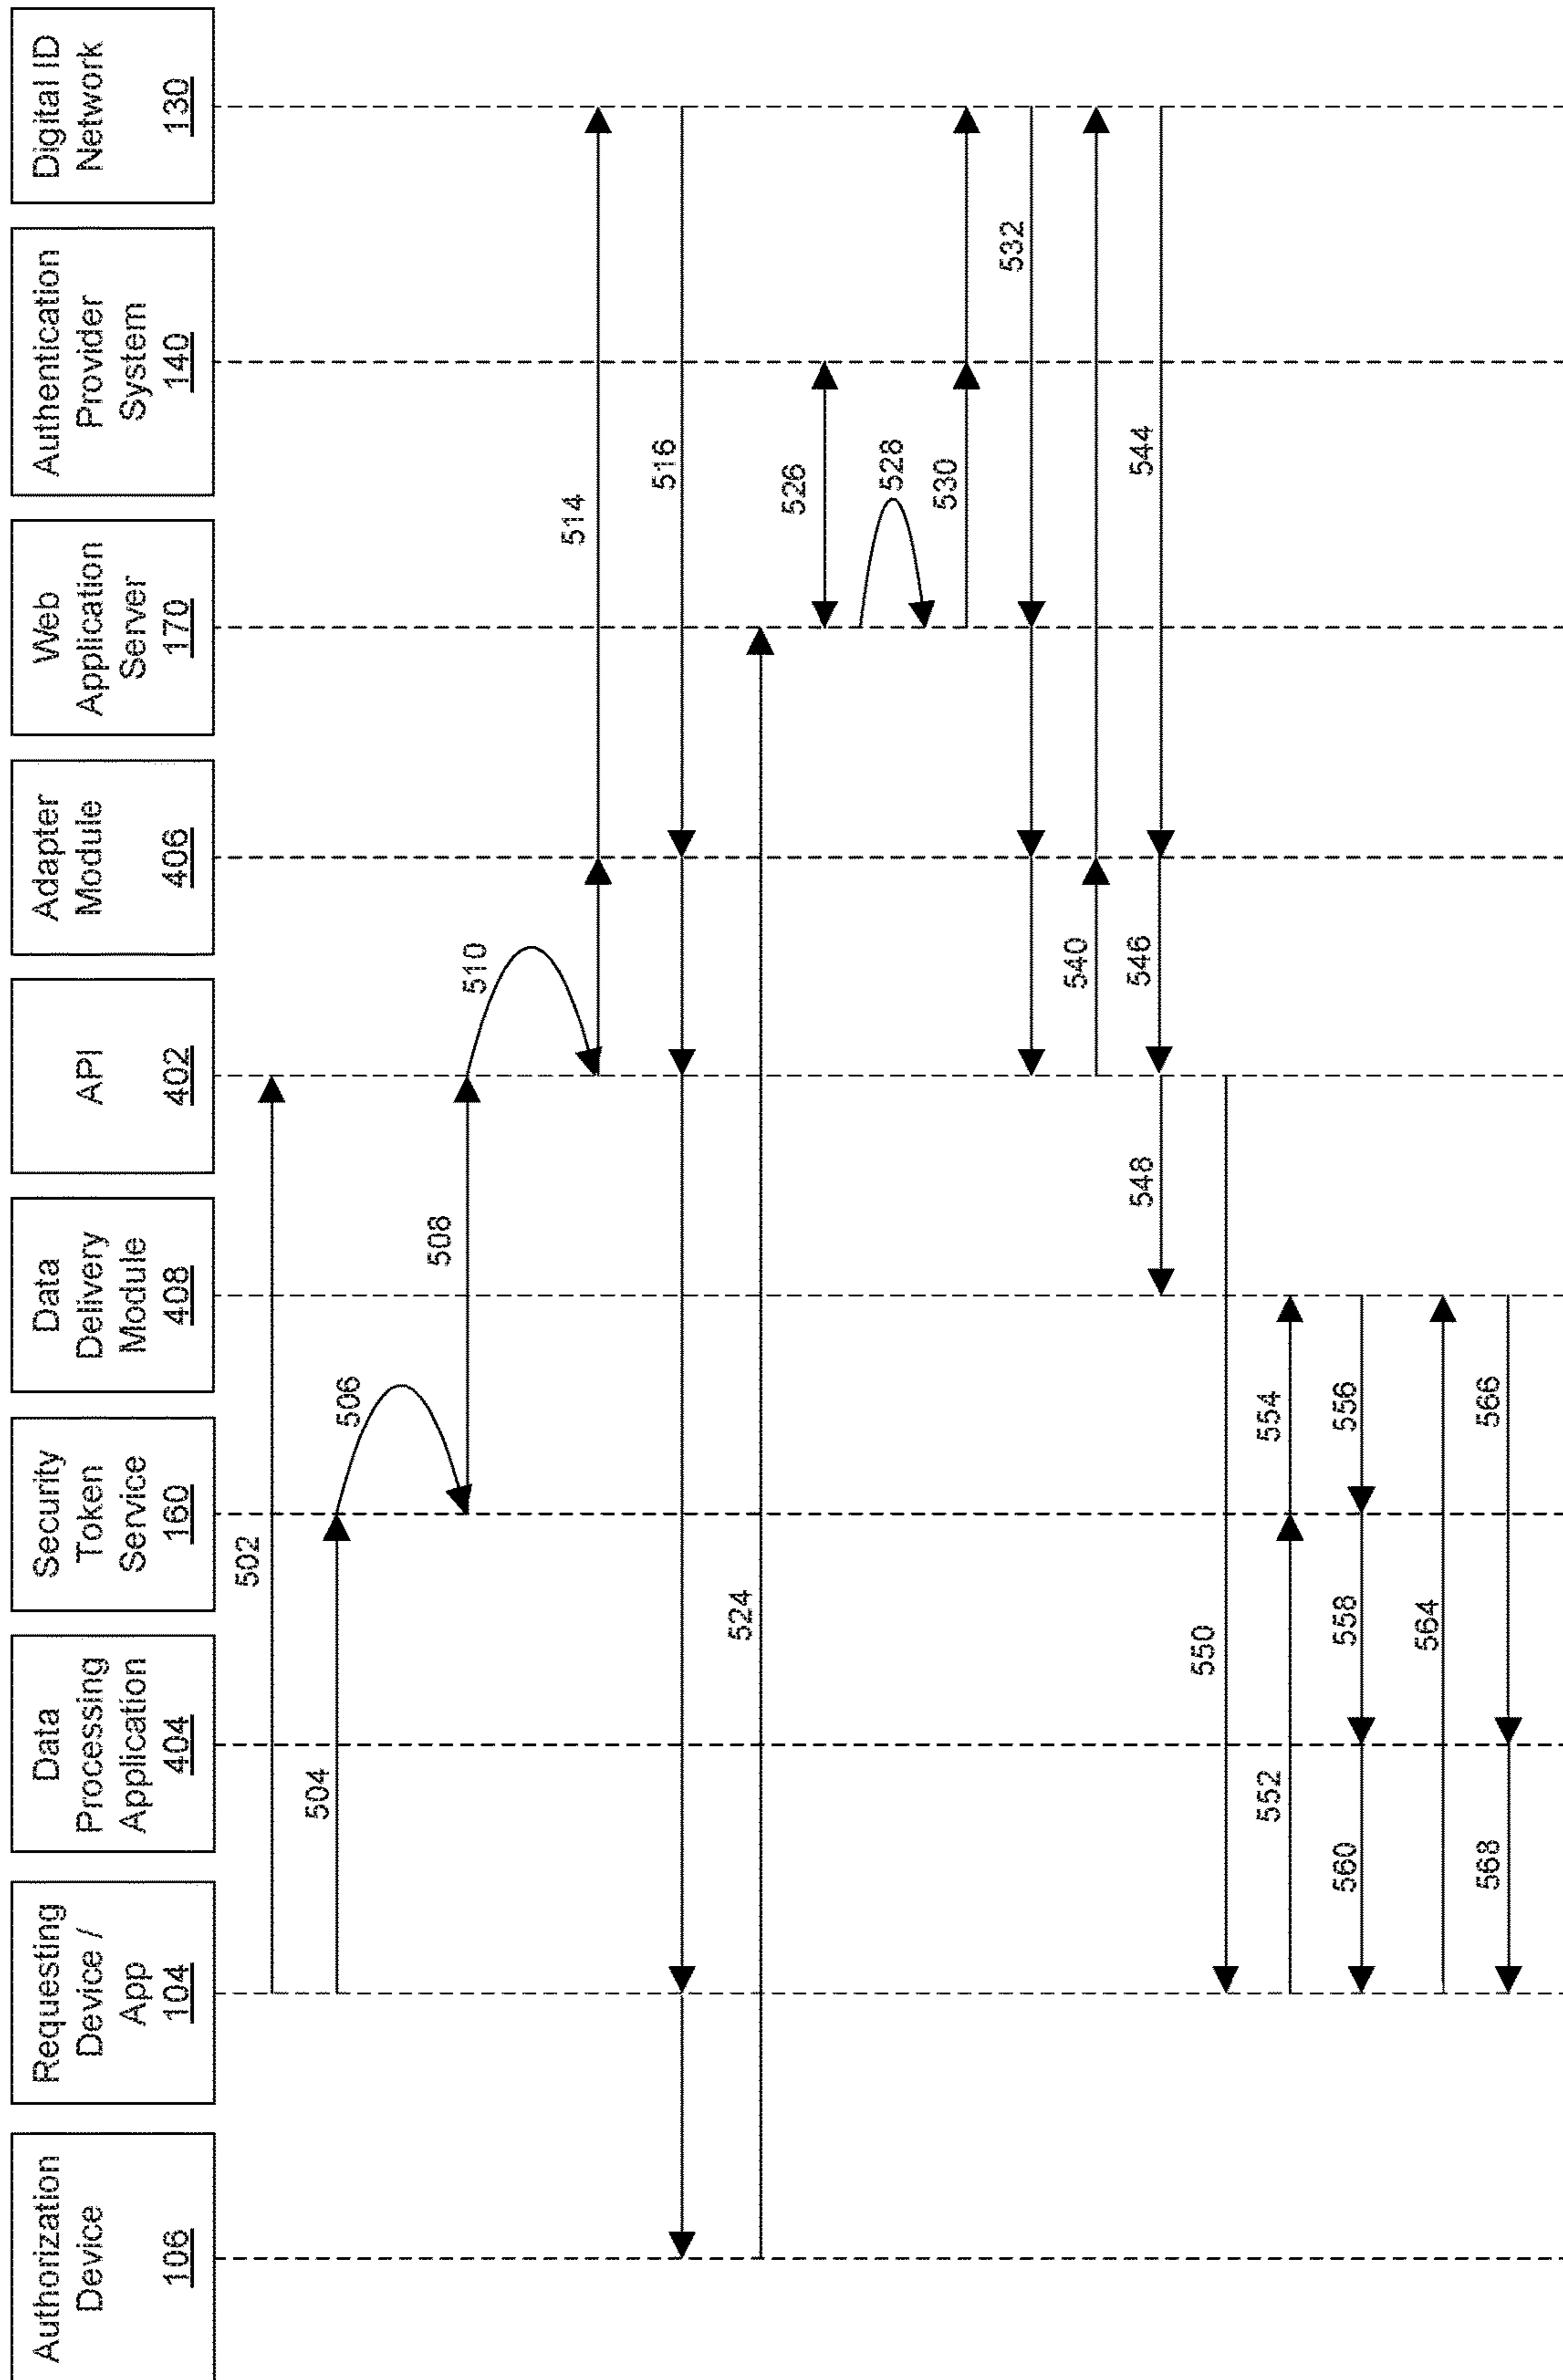 Authorization
Device
106
Requesting
Device /
App
104
Data
Processing
Application
404
Security
Token
Service
160
Data
Delivery
Module
408
API
402
Adapter
Module
406
Web
Application
Server
170
Authentication
Provider
System
140
Digital ID
Network
130
502
504
506
508
510
514
516
524
526
528
530
532
540
544
546
548
550
552
554
556
558
560
564
566
568